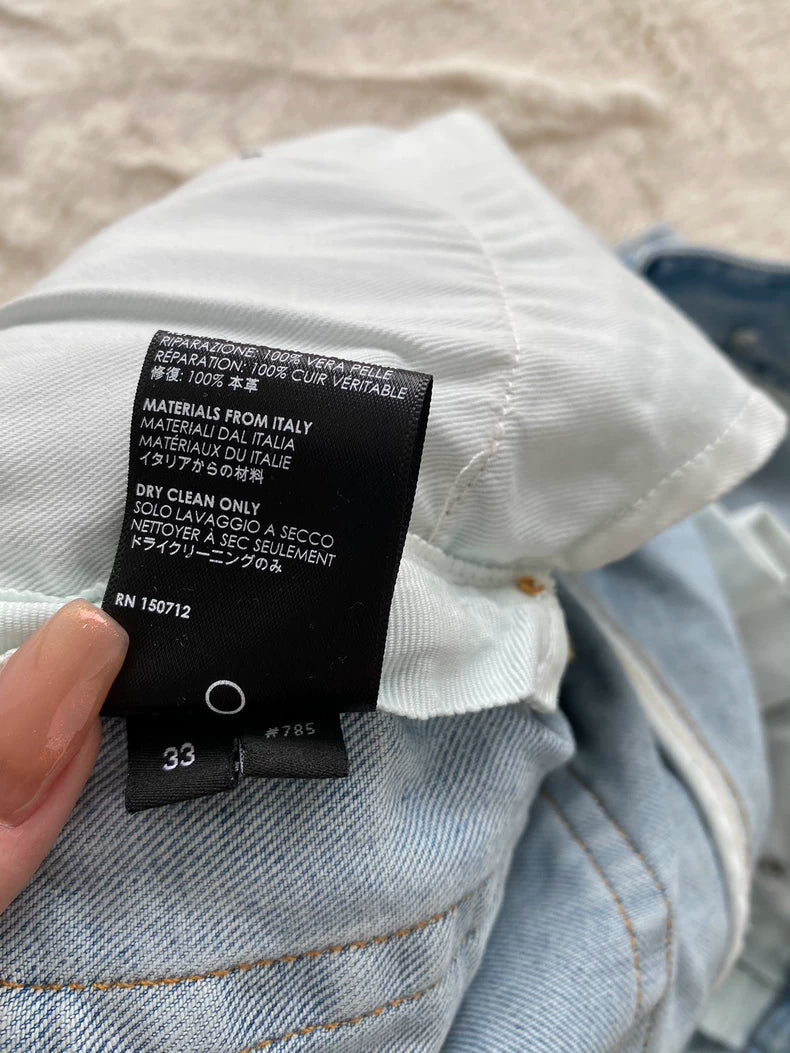 RIPARAZIONE: 100% VERA PELLE
RÉPARATION: 100% CUIR VÉRITABLE
修復: 100% 本革
MATERIALS FROM ITALY
MATERIALI DAL ITALIA
MATÉRIAUX DU ITALIE
イタリアからの材料
DRY CLEAN ONLY
SOLO LAVAGGIO A SECCO
NETTOYER À SEC SEULEMENT
ドライクリーニングのみ
RN 150712
33
#785